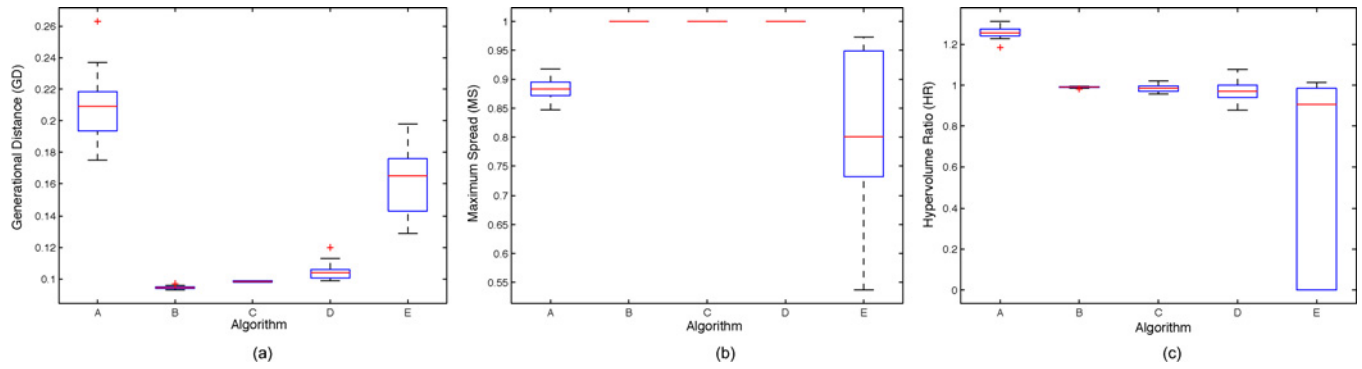 0.26
0.24
0.22
0.2
0.18
0.16
0.14
0.12
0.1
Generational Distance (GD)
A B C D E
Algorithm
(a)
1
0.95
0.9
0.85
0.8
0.75
0.7
0.65
0.6
0.55
Maximum Spread (MS)
A B C D E
Algorithm
(b)
1.2
1
0.8
0.6
0.4
0.2
0
Hypervolume Ratio (HR)
A B C D E
Algorithm
(c)